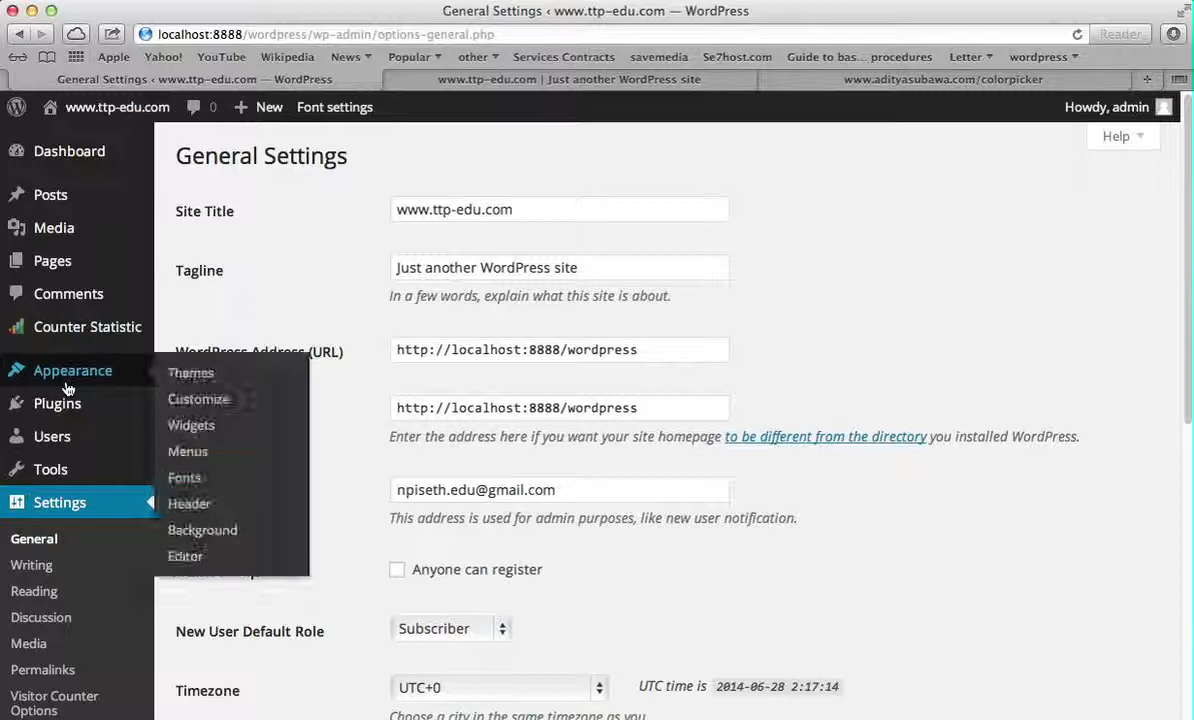 General Settings ‹ www.ttp-edu.com — WordPress
localhost:8888/wordpress/wp-admin/options-general.php
Reader
Apple Yahoo! YouTube Wikipedia News Popular other Services Contracts savemedia Se7host.com Guide to bas... procedures Letter wordpress
General Settings ‹ www.ttp-edu.com — WordPress
www.ttp-edu.com | Just another WordPress site
www.adityasubawa.com/colorpicker
www.ttp-edu.com 0 New Font settings Howdy, admin
Help
Dashboard
Posts
Media
Pages
Comments
Counter Statistic
Appearance
Plugins
Users
Tools
Settings
General
Writing
Reading
Discussion
Media
Permalinks
Visitor Counter
Options
Themes
Customize
Widgets
Menus
Fonts
Header
Background
Editor
General Settings
Site Title www.ttp-edu.com
Tagline Just another WordPress site
In a few words, explain what this site is about.
WordPress Address (URL) http://localhost:8888/wordpress
http://localhost:8888/wordpress
Enter the address here if you want your site homepage to be different from the directory you installed WordPress.
npiseth.edu@gmail.com
This address is used for admin purposes, like new user notification.
Anyone can register
New User Default Role Subscriber
Timezone UTC+0 UTC time is 2014-06-28 2:17:14
Choose a city in the same timezone as you